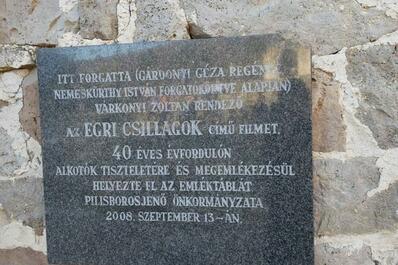 ITT FORGATTA (GÁRDONYI GÉZA REGÉNYE,
NEMESKÜRTHY ISTVÁN FORGATÓKÖNYVE ALAPJÁN)
VÁRKONYI ZOLTÁN RENDEZŐ
AZ EGRI CSILLAGOK CÍMŰ FILMET,
40 ÉVES ÉVFORDULÓN
ALKOTÓK TISZTELETÉRE ÉS MEGEMLÉKEZÉSÜL
HELYEZTE EL AZ EMLÉKTÁBLÁT
PILISBOROSJENŐ ÖNKORMÁNYZATA
2008. SZEPTEMBER 13-ÁN.